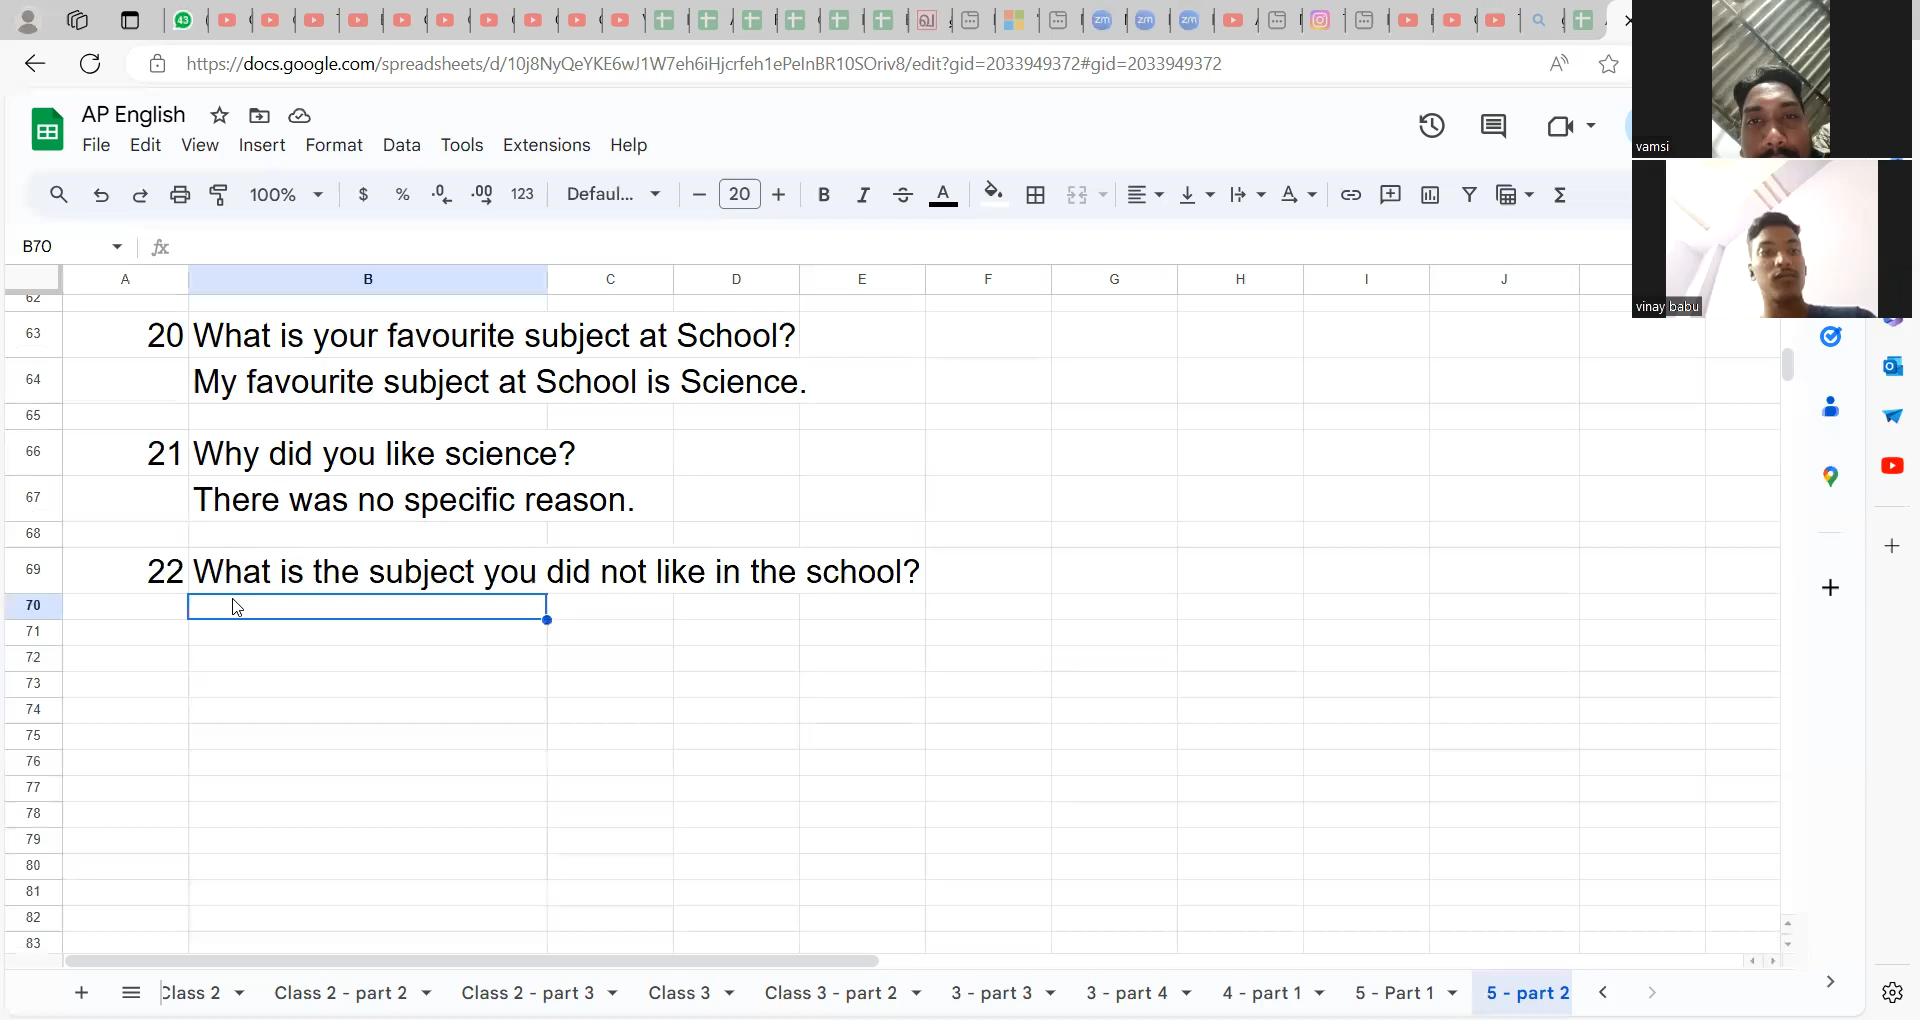 43
https://docs.google.com/spreadsheets/d/10j8NyQeYKE6wJ1W7eh6iHjcrfeh1ePeInBR10SOriv8/edit?gid=2033949372#gid=2033949372
AP English
File Edit View Insert Format Data Tools Extensions Help
100% $ % .0 .00 123 Defaul... 20 B I A
B70 fx
A B C D E F G H I J
62
63 20 What is your favourite subject at School?
64 My favourite subject at School is Science.
65
66 21 Why did you like science?
67 There was no specific reason.
68
69 22 What is the subject you did not like in the school?
70
71
72
73
74
75
76
77
78
79
80
81
82
83
Class 2 Class 2 - part 2 Class 2 - part 3 Class 3 Class 3 - part 2 3 - part 3 3 - part 4 4 - part 1 5 - Part 1 5 - part 2
vamsi
vinay babu